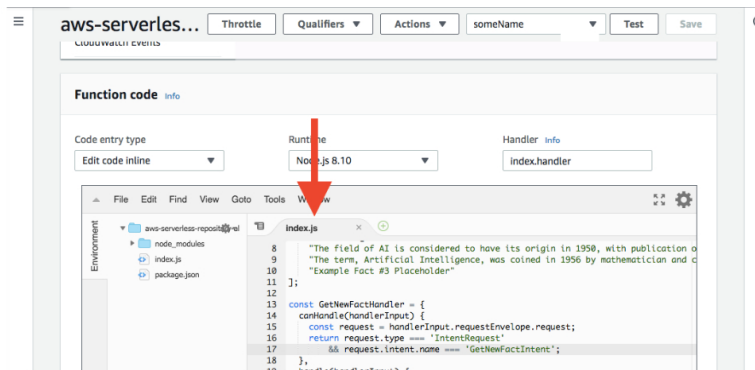 aws-serverles... Throttle Qualifiers ▼ Actions ▼ someName ▼ Test Save
CloudWatch Events
Function code Info
Code entry type Runtime Handler Info
Edit code inline ▼ Node.js 8.10 ▼ index.handler
File Edit Find View Goto Tools Window
Environment
aws-serverless-reposit
node_modules
index.js
package.json
index.js ×
8 "The field of AI is considered to have its origin in 1950, with publication o
9 "The term, Artificial Intelligence, was coined in 1956 by mathematician and c
10 "Example Fact #3 Placeholder"
11 ];
12
13 const GetNewFactHandler = {
14 canHandle(handlerInput) {
15 const request = handlerInput.requestEnvelope.request;
16 return request.type === 'IntentRequest'
17 && request.intent.name === 'GetNewFactIntent';
18 },